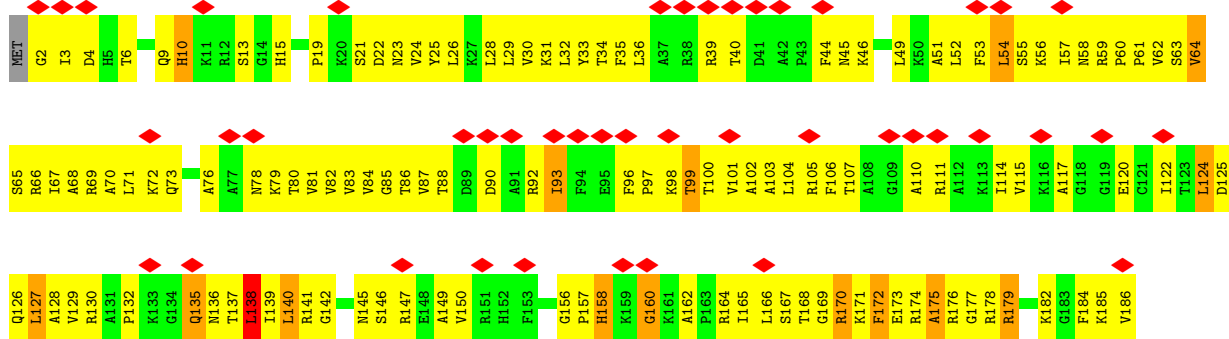 MET G2 I3 D4 H5 T6 Q9 H10 K11 R12 S13 G14 H15 P19 K20 S21 D22 N23 V24 Y25 L26 K27 L28 L29 V30 K31 L32 Y33 T34 F35 L36 A37 R38 R39 T40 D41 A42 P43 F44 N45 K46 L49 K50 A51 L52 F53 L54 S55 K56 I57 N58 R59 P60 P61 V62 S63 V64
S65 R66 I67 A68 R69 A70 L71 K72 Q73 A76 A77 N78 K79 T80 V81 V82 V83 V84 G85 T86 V87 T88 D89 D90 A91 R92 I93 F94 E95 F96 P97 K98 T99 T100 V101 A102 A103 L104 R105 F106 T107 A108 G109 A110 R111 A112 K113 I114 V115 K116 A117 G118 G119 E120 C121 I122 T123 L124 D125
Q126 L127 A128 V129 R130 A131 P132 K133 G134 Q135 N136 T137 L138 I139 L140 R141 G142 N145 S146 R147 E148 A149 V150 R151 H152 F153 G156 P157 H158 K159 G160 K161 A162 P163 R164 I165 L166 S167 T168 G169 R170 K171 F172 E173 R174 A175 R176 G177 R178 R179 K182 G183 F184 K185 V186